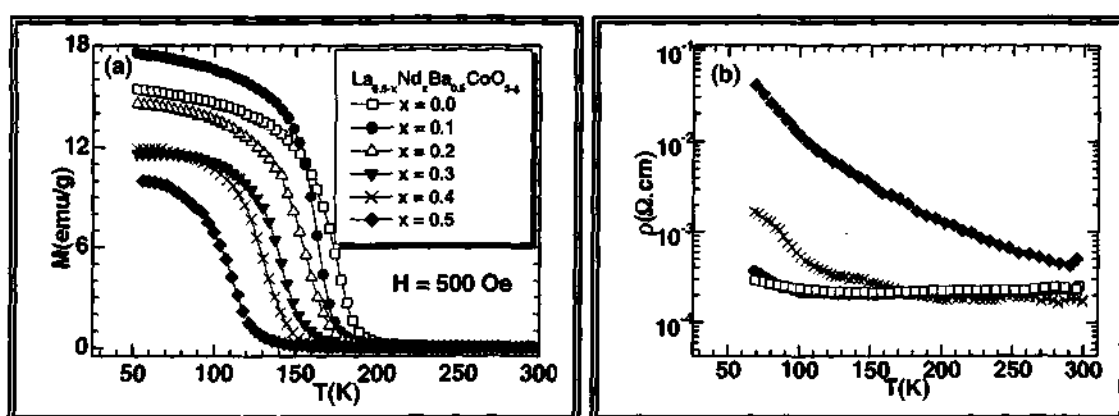 18
12
6
0
M(emu/g)
(a)
La0.5-xNdxBa0.5CoO3-δ
x = 0.0
x = 0.1
x = 0.2
x = 0.3
x = 0.4
x = 0.5
H = 500 Oe
50 100 150 200 250 300
T(K)
(b)
10-1
10-2
10-3
10-4
ρ(Ω.cm)
50 100 150 200 250 300
T(K)